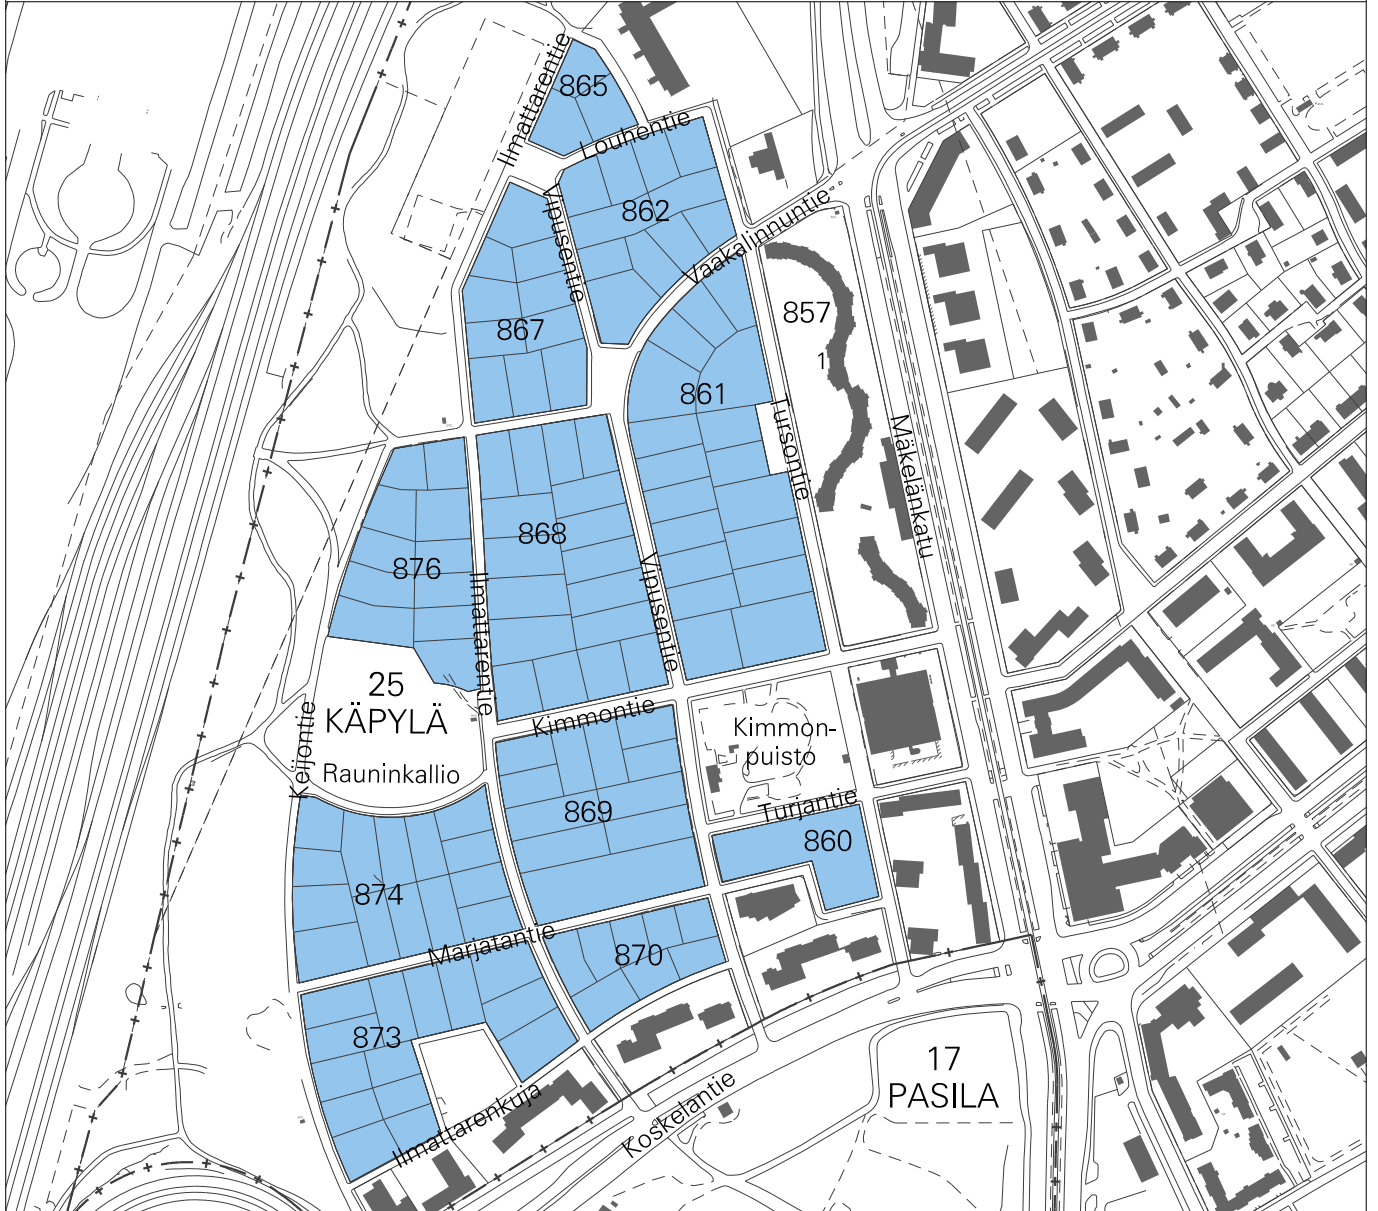 Ilmattarentie
865
Louhentie
Vipusentie
862
Vaakalinnuntie
857
867
1
861
Tursontie
Mäkelänkatu
868
876
Ilmattarentie
Vipusentie
25
KÄPYLÄ
Keijontie
Kimmontie
Kimmon-
puisto
Rauninkallio
Turjantie
869
860
874
Marjatantie
870
873
17
PASILA
Ilmattarenkuja
Koskelantie